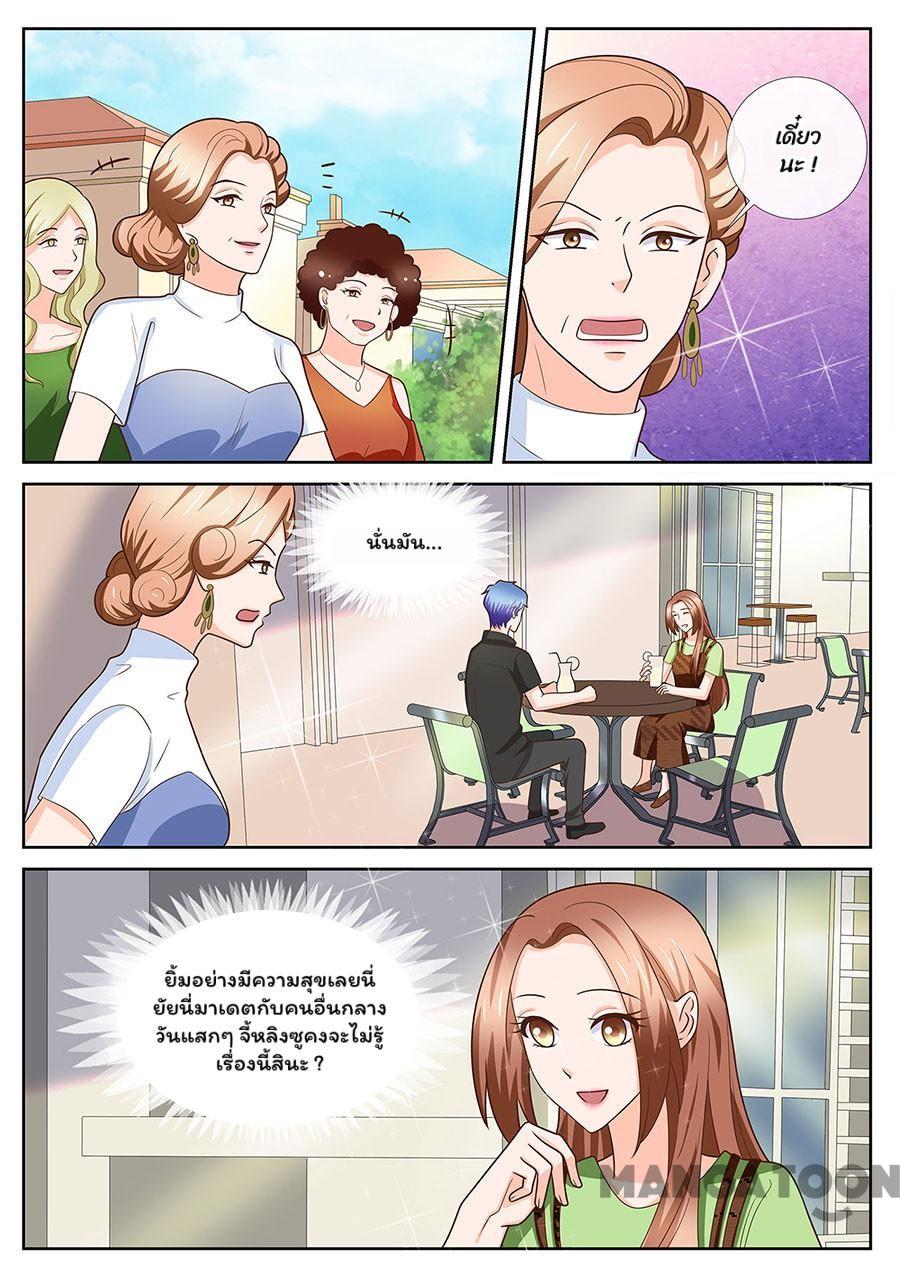 เดี๋ยว
นะ !
นั่นมัน...
ยิ้มอย่างมีความสุขเลยนี่
ยัยนี่มาเดตกับคนอื่นกลาง
วันแสกๆ จี้หลิงซูคงจะไม่รู้
เรื่องนี้สินะ ?
MANGATOON